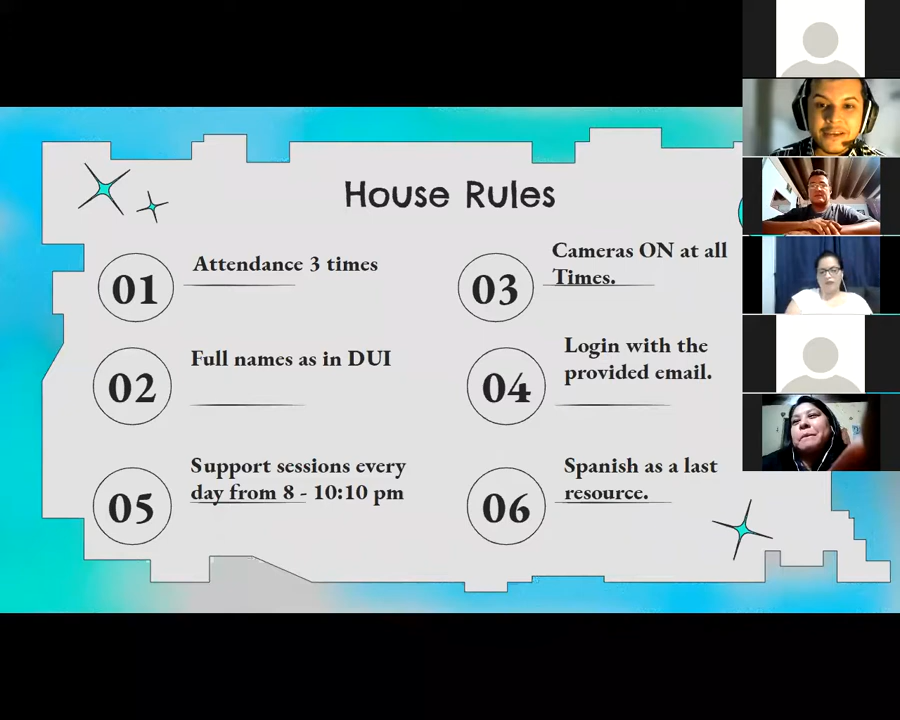 House Rules
01
Attendance 3 times
02
Full names as in DUI
03
Cameras ON at all
Times.
04
Login with the
provided email.
05
Support sessions every
day from 8 - 10:10 pm
06
Spanish as a last
resource.